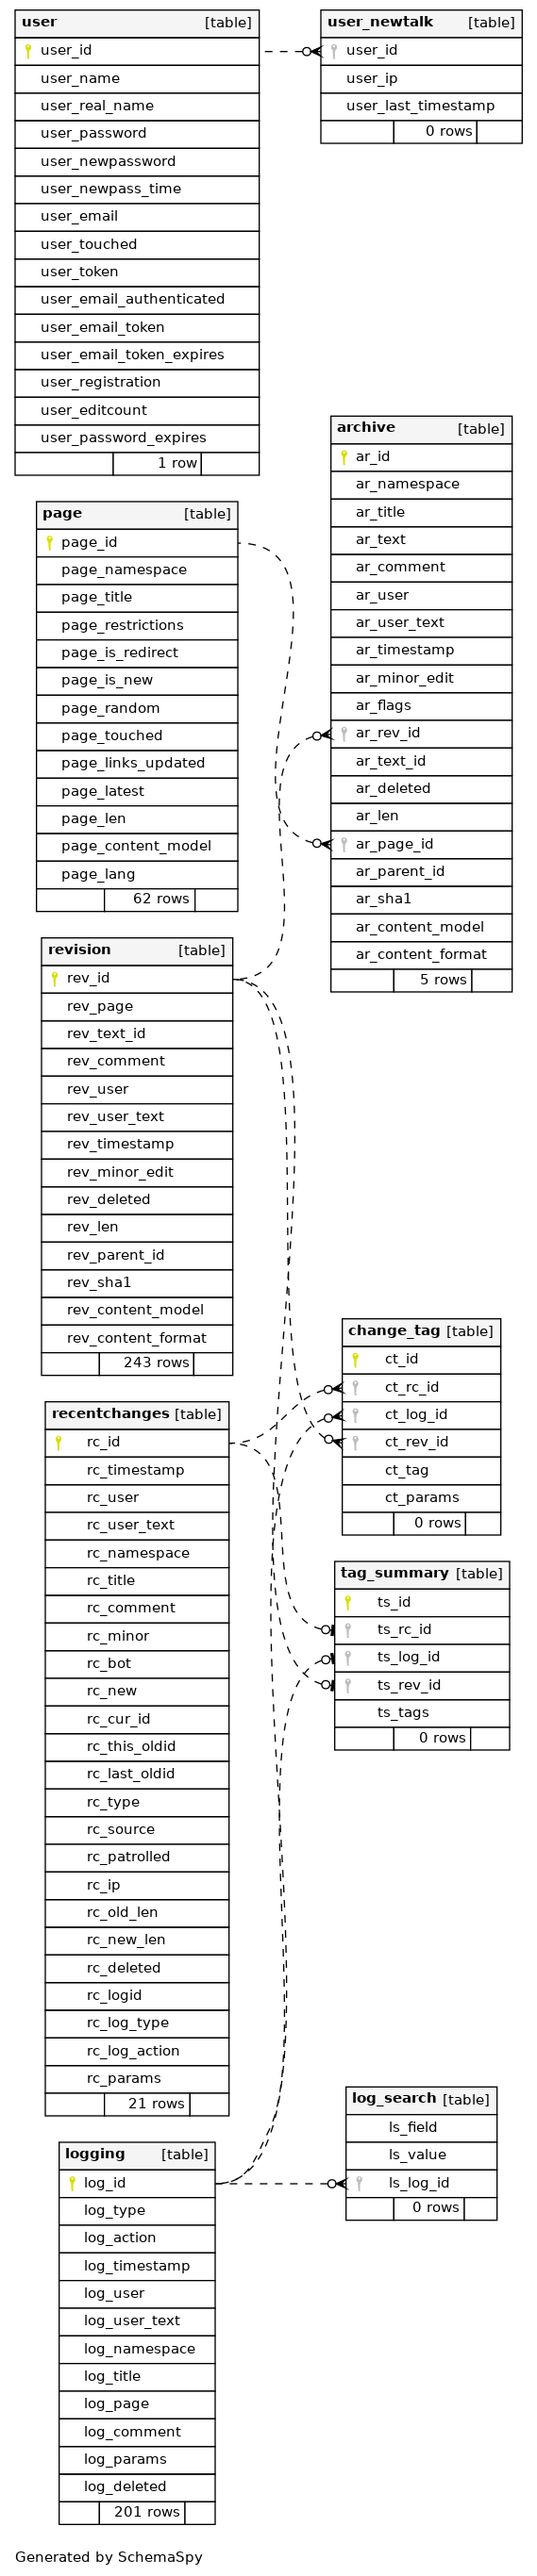 user [table]
user_id
user_name
user_real_name
user_password
user_newpassword
user_newpass_time
user_email
user_touched
user_token
user_email_authenticated
user_email_token
user_email_token_expires
user_registration
user_editcount
user_password_expires
1 row
user_newtalk [table]
user_id
user_ip
user_last_timestamp
0 rows
archive [table]
ar_id
ar_namespace
ar_title
ar_text
ar_comment
ar_user
ar_user_text
ar_timestamp
ar_minor_edit
ar_flags
ar_rev_id
ar_text_id
ar_deleted
ar_len
ar_page_id
ar_parent_id
ar_sha1
ar_content_model
ar_content_format
5 rows
page [table]
page_id
page_namespace
page_title
page_restrictions
page_is_redirect
page_is_new
page_random
page_touched
page_links_updated
page_latest
page_len
page_content_model
page_lang
62 rows
revision [table]
rev_id
rev_page
rev_text_id
rev_comment
rev_user
rev_user_text
rev_timestamp
rev_minor_edit
rev_deleted
rev_len
rev_parent_id
rev_sha1
rev_content_model
rev_content_format
243 rows
change_tag [table]
ct_id
ct_rc_id
ct_log_id
ct_rev_id
ct_tag
ct_params
0 rows
recentchanges [table]
rc_id
rc_timestamp
rc_user
rc_user_text
rc_namespace
rc_title
rc_comment
rc_minor
rc_bot
rc_new
rc_cur_id
rc_this_oldid
rc_last_oldid
rc_type
rc_source
rc_patrolled
rc_ip
rc_old_len
rc_new_len
rc_deleted
rc_logid
rc_log_type
rc_log_action
rc_params
21 rows
tag_summary [table]
ts_id
ts_rc_id
ts_log_id
ts_rev_id
ts_tags
0 rows
log_search [table]
ls_field
ls_value
ls_log_id
0 rows
logging [table]
log_id
log_type
log_action
log_timestamp
log_user
log_user_text
log_namespace
log_title
log_page
log_comment
log_params
log_deleted
201 rows
Generated by SchemaSpy